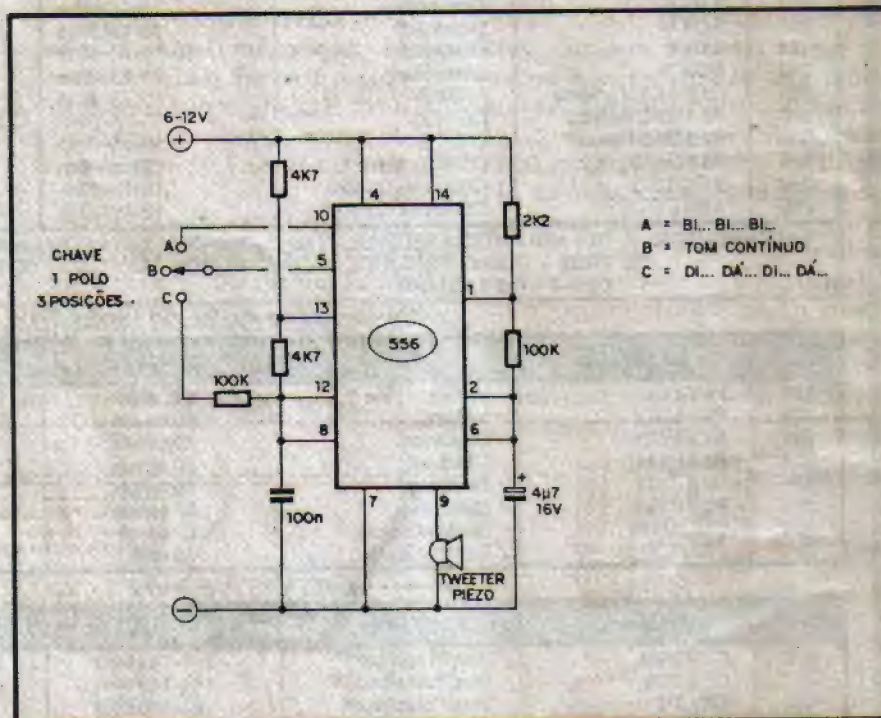 6-12V
+
4K7
4
14
10
2K2
A
A = BI... BI... BI...
CHAVE
1 POLO
3 POSIÇÕES
B
5
B = TOM CONTÍNUO
C
C = DI... DÁ... DI... DÁ...
1
13
556
4K7
100K
100K
12
2
8
6
+
4µ7
16V
100n
7
9
TWEETER
PIEZO
−